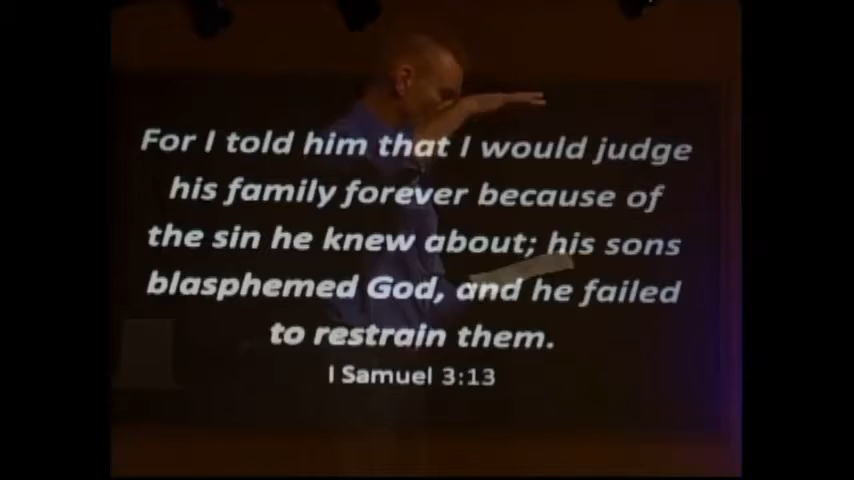 For I told him that I would judge
his family forever because of
the sin he knew about; his sons
blasphemed God, and he failed
to restrain them.
I Samuel 3:13